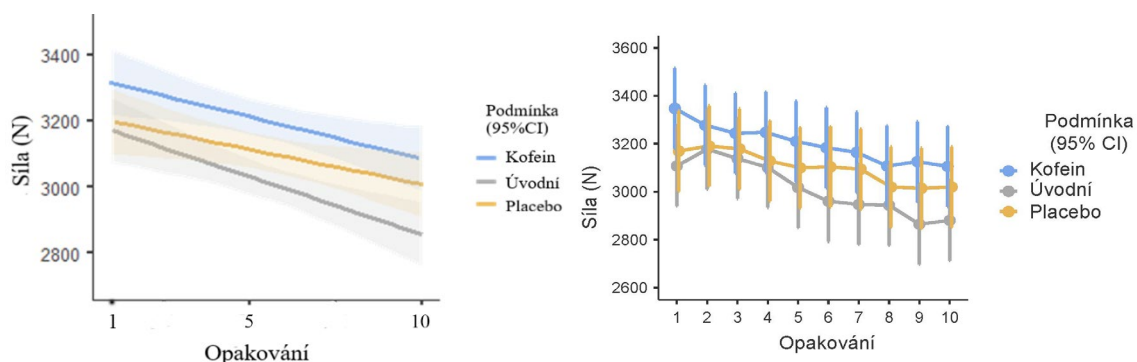 3400
3200
3000
2800
Síla (N)
1
5
10
Opakování
Podmínka
(95%CI)
Kofein
Úvodní
Placebo
3600
3400
3200
3000
2800
2600
Síla (N)
1 2 3 4 5 6 7 8 9 10
Opakování
Podmínka
(95% CI)
Kofein
Úvodní
Placebo